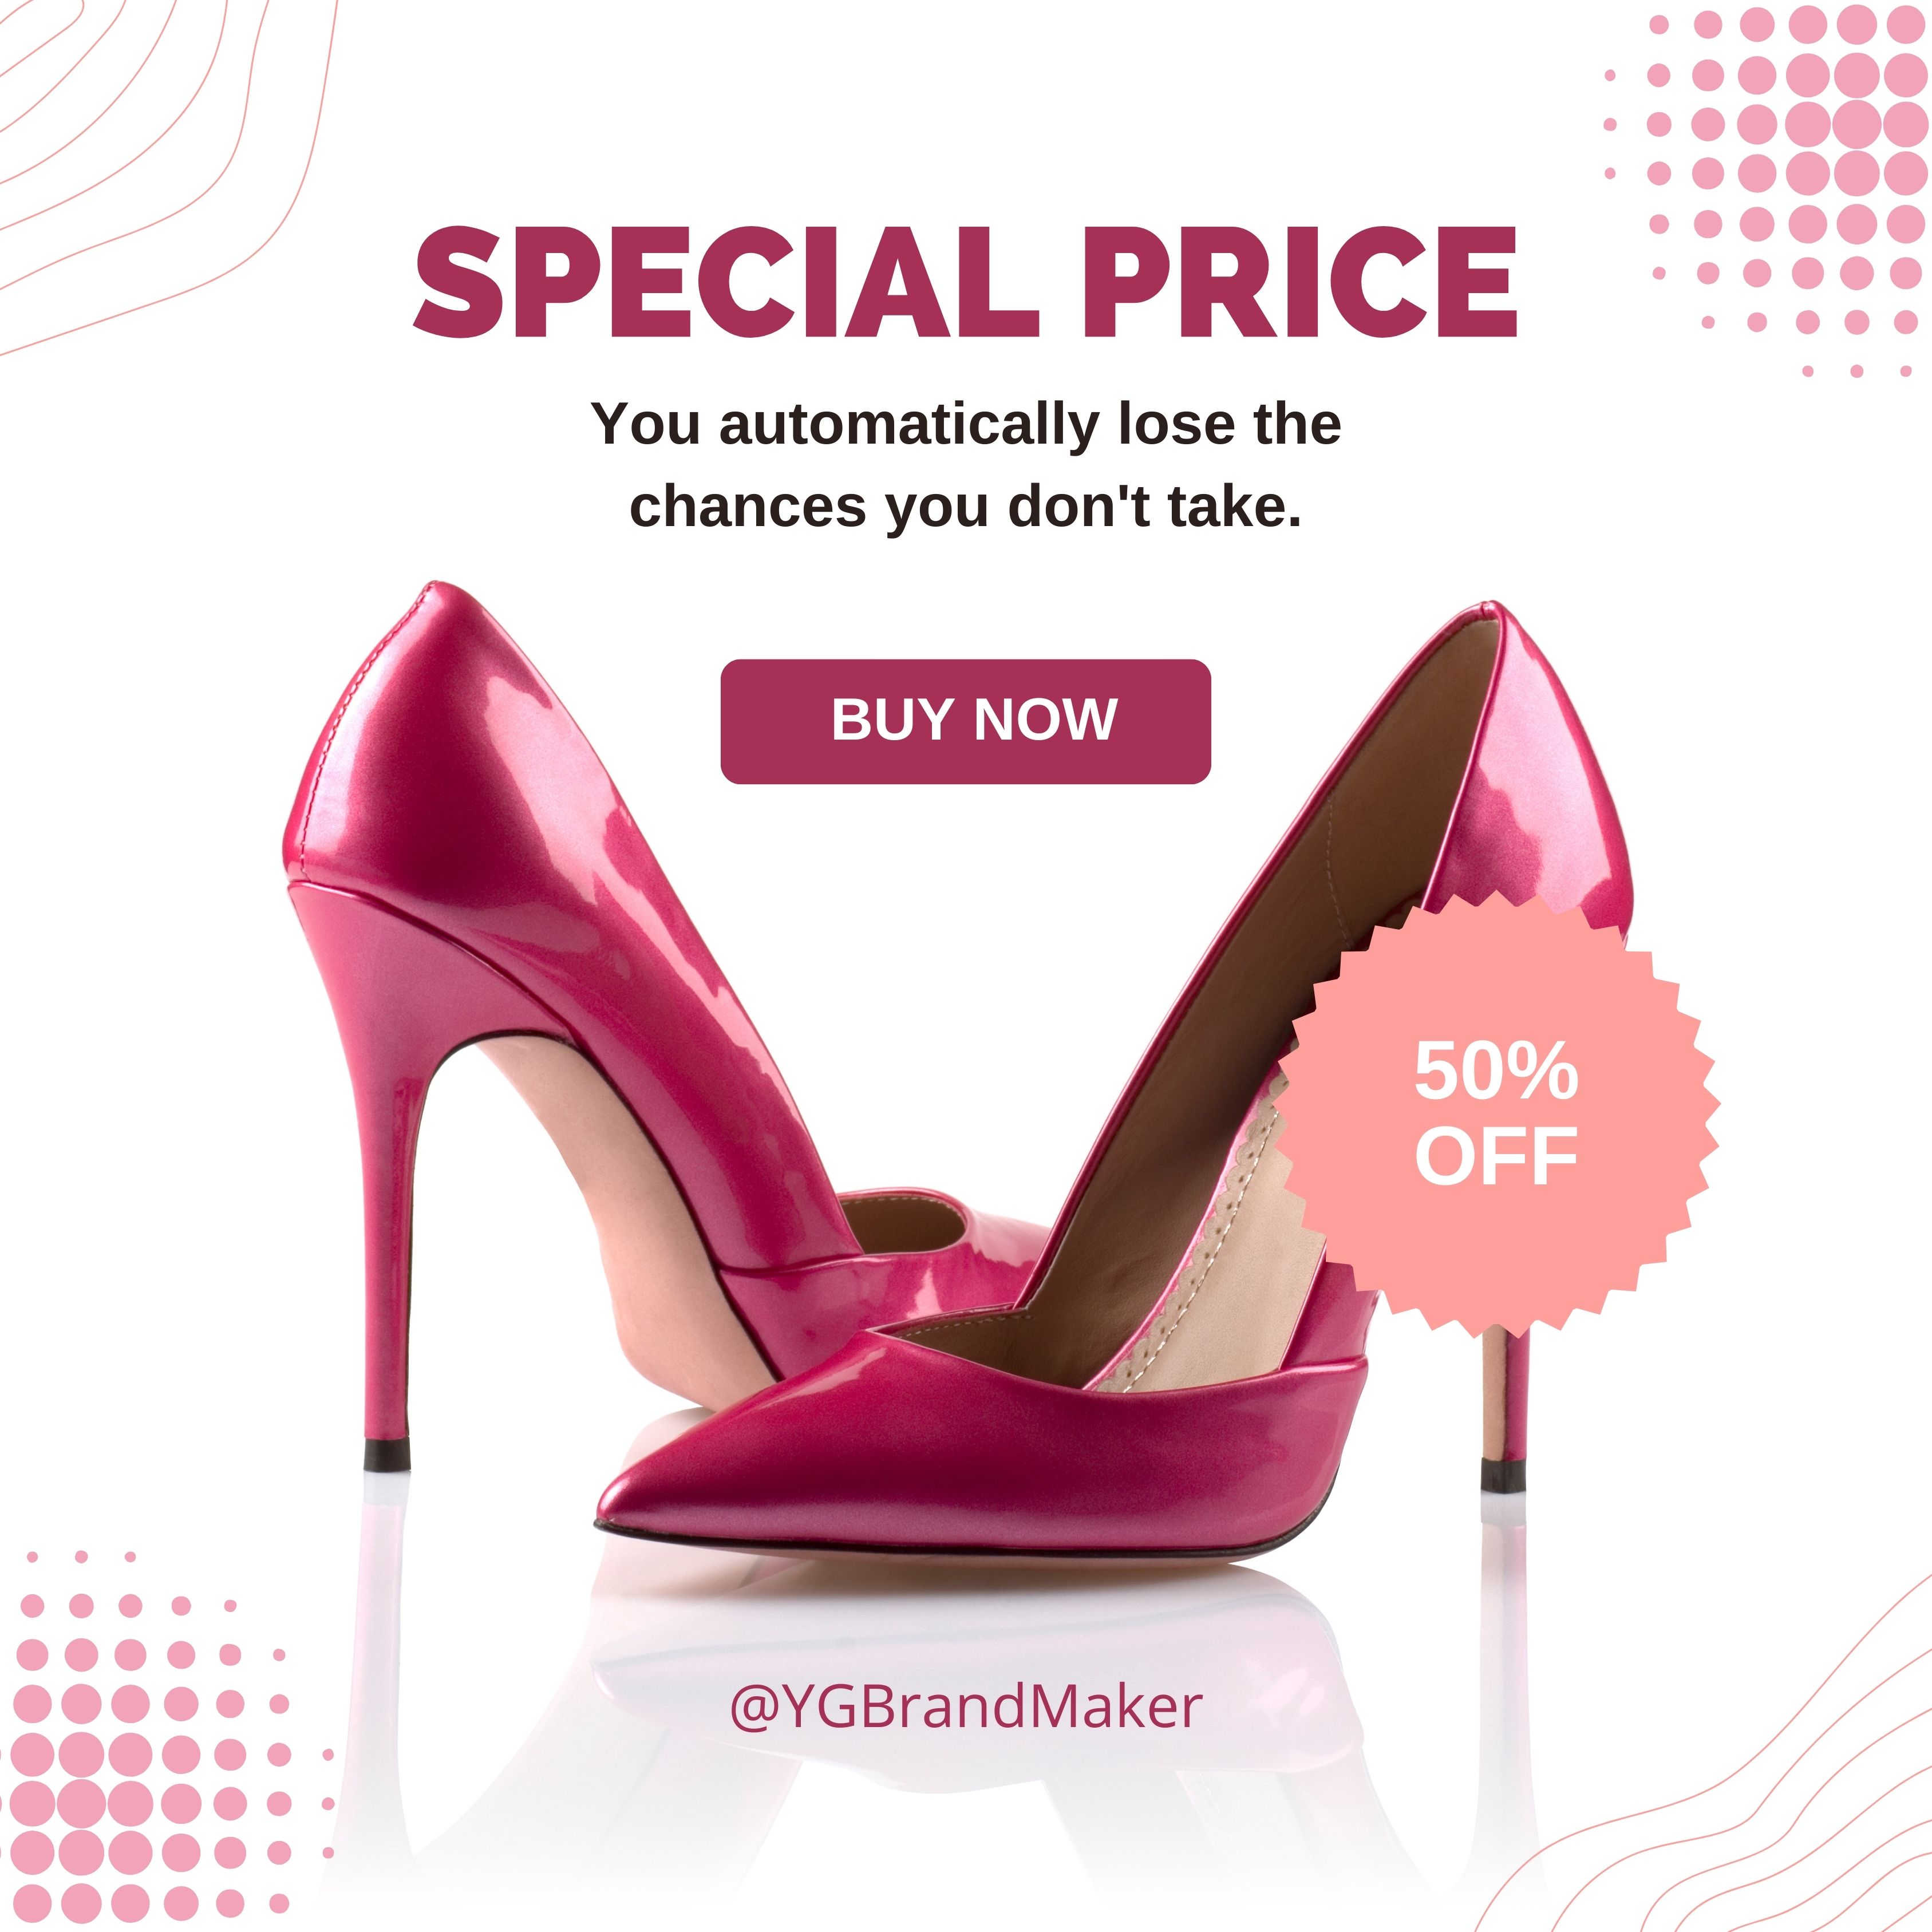 SPECIAL PRICE
You automatically lose the
chances you don't take.
BUY NOW
50%
OFF
@YGBrandMaker